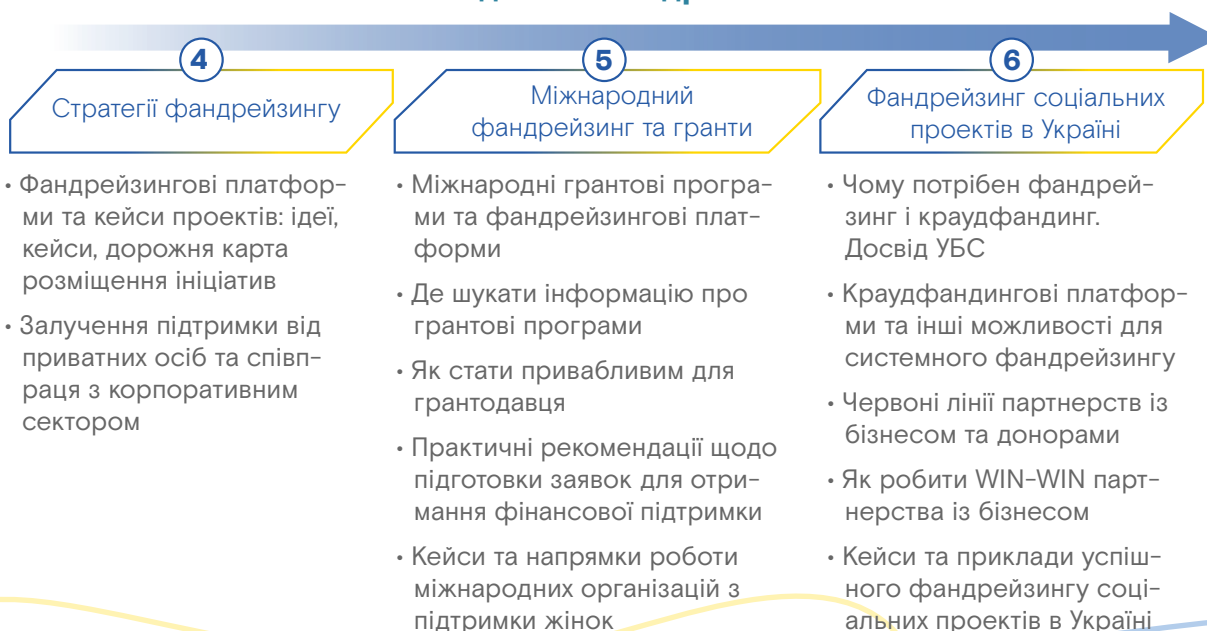 4
Стратегії фандрейзингу
• Фандрейзингові платфор-
ми та кейси проектів: ідеї,
кейси, дорожня карта
розміщення ініціатив
• Залучення підтримки від
приватних осіб та співп-
раця з корпоративним
сектором
5
Міжнародний
фандрейзинг та гранти
• Міжнародні грантові програ-
ми та фандрейзингові плат-
форми
• Де шукати інформацію про
грантові програми
• Як стати привабливим для
грантодавця
• Практичні рекомендації щодо
підготовки заявок для отри-
мання фінансової підтримки
• Кейси та напрямки роботи
міжнародних організацій з
підтримки жінок
6
Фандрейзинг соціальних
проектів в Україні
• Чому потрібен фандрей-
зинг і краудфандинг.
Досвід УБС
• Краудфандингові платфор-
ми та інші можливості для
системного фандрейзингу
• Червоні лінії партнерств із
бізнесом та донорами
• Як робити WIN-WIN парт-
нерства із бізнесом
• Кейси та приклади успіш-
ного фандрейзингу соці-
альних проектів в Україні